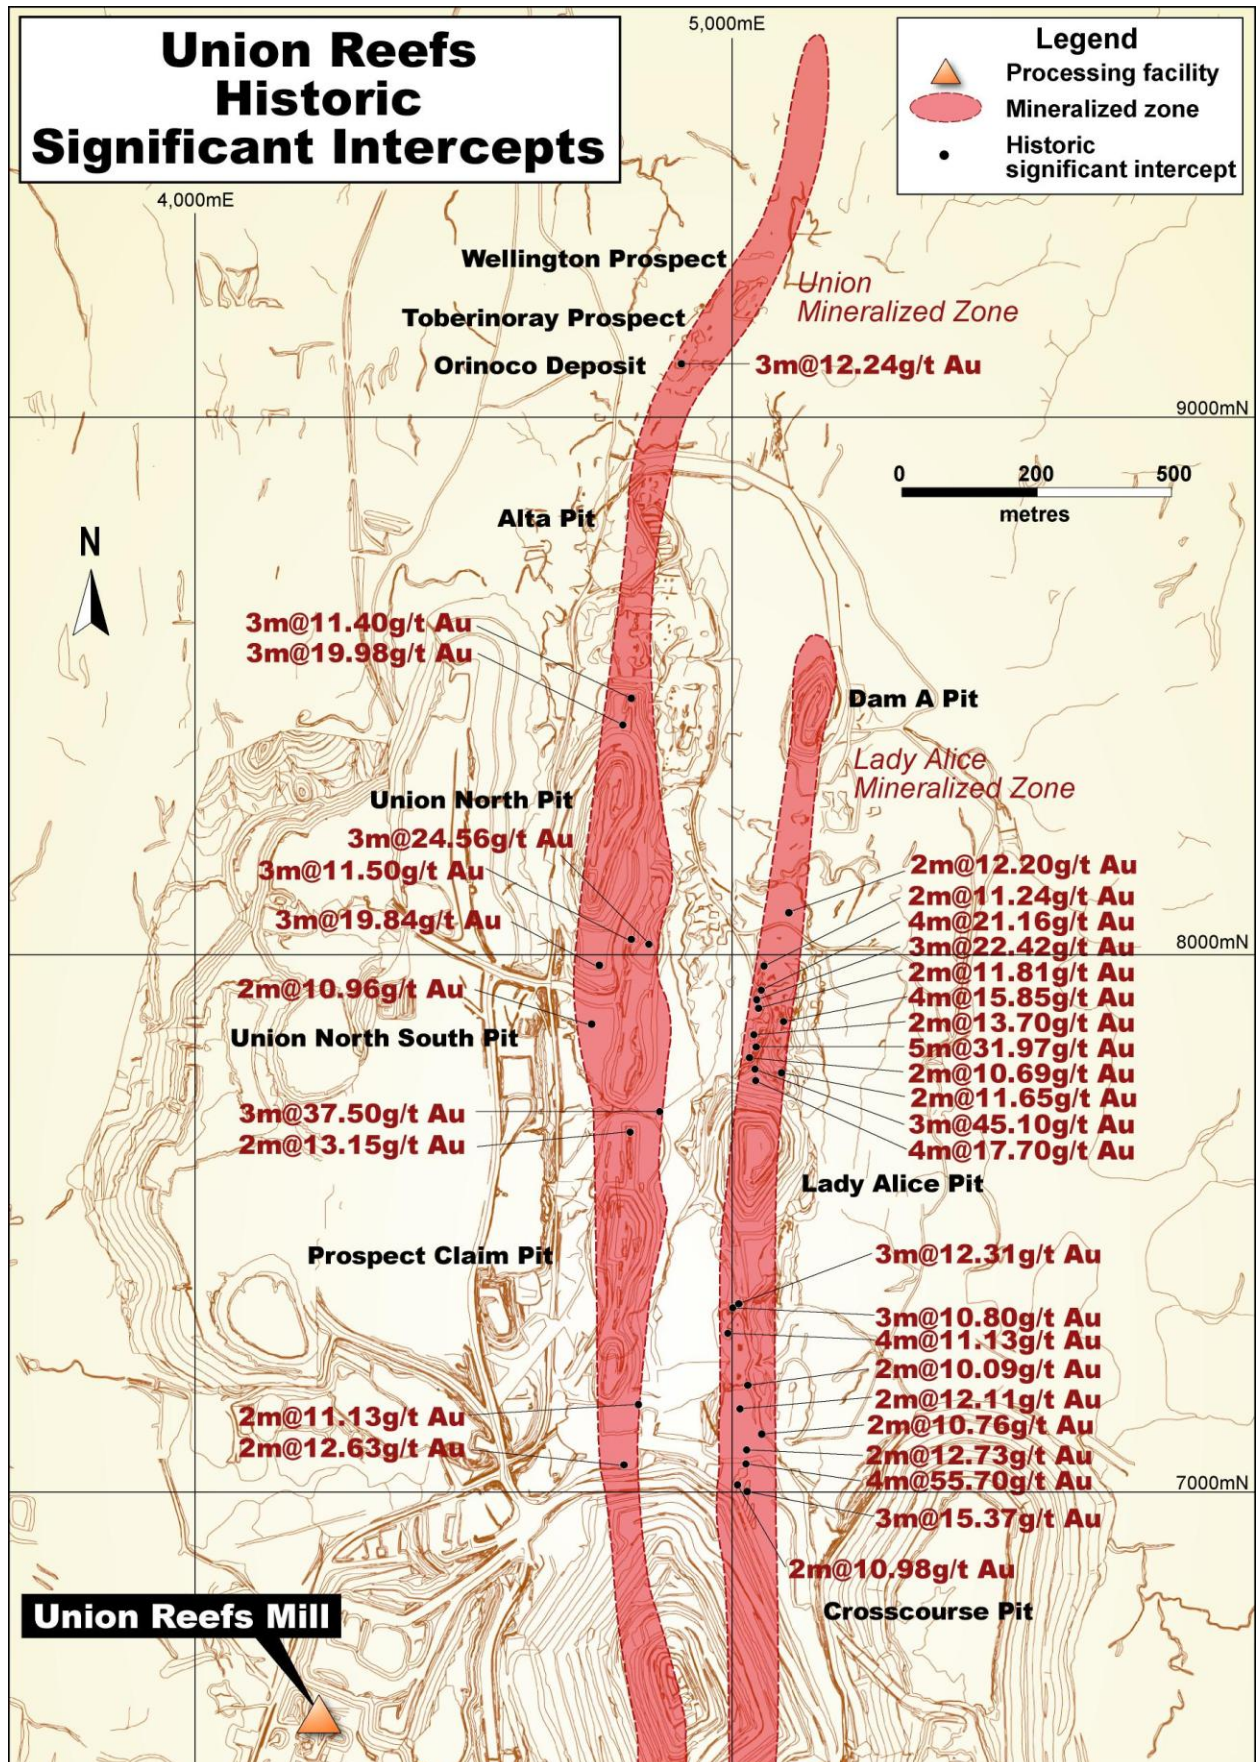 Union Reefs
Historic
Significant Intercepts
5,000mE
Legend
Processing facility
Mineralized zone
Historic
significant intercept
4,000mE
Wellington Prospect
Union
Mineralized Zone
Toberinoray Prospect
Orinoco Deposit
3m@12.24g/t Au
9000mN
0 200 500
metres
Alta Pit
N
3m@11.40g/t Au
3m@19.98g/t Au
Dam A Pit
Lady Alice
Mineralized Zone
Union North Pit
3m@24.56g/t Au
3m@11.50g/t Au
3m@19.84g/t Au
2m@12.20g/t Au
2m@11.24g/t Au
4m@21.16g/t Au
3m@22.42g/t Au
8000mN
2m@11.81g/t Au
2m@10.96g/t Au
4m@15.85g/t Au
2m@13.70g/t Au
Union North South Pit
5m@31.97g/t Au
2m@10.69g/t Au
2m@11.65g/t Au
3m@37.50g/t Au
3m@45.10g/t Au
2m@13.15g/t Au
4m@17.70g/t Au
Lady Alice Pit
Prospect Claim Pit
3m@12.31g/t Au
3m@10.80g/t Au
4m@11.13g/t Au
2m@10.09g/t Au
2m@12.11g/t Au
2m@11.13g/t Au
2m@10.76g/t Au
2m@12.63g/t Au
2m@12.73g/t Au
4m@55.70g/t Au
7000mN
3m@15.37g/t Au
2m@10.98g/t Au
Crosscourse Pit
Union Reefs Mill